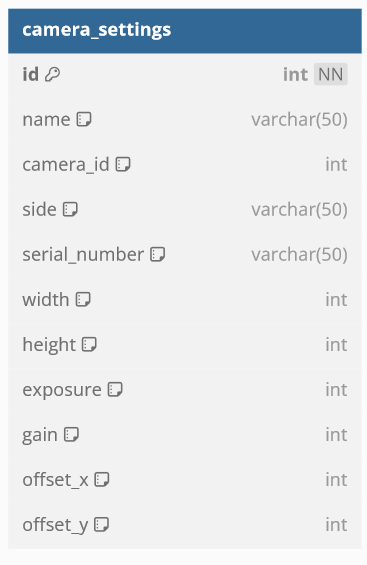 camera_settings
id int NN
name varchar(50)
camera_id int
side varchar(50)
serial_number varchar(50)
width int
height int
exposure int
gain int
offset_x int
offset_y int